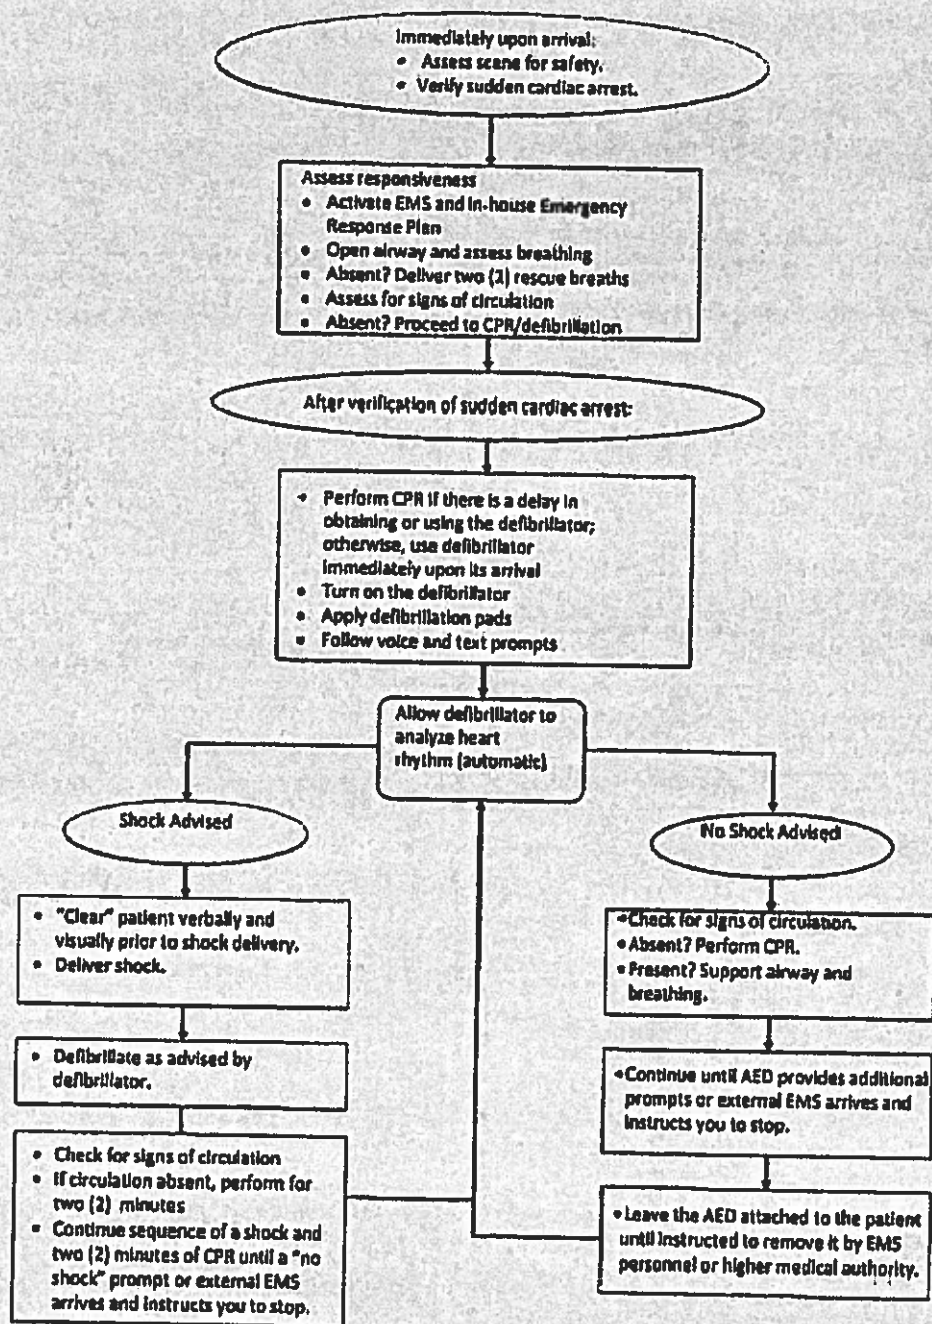 Immediately upon arrival:
• Assess scene for safety.
• Verify sudden cardiac arrest.
Assess responsiveness
• Activate EMS and in-house Emergency
Response Plan
• Open airway and assess breathing
• Absent? Deliver two (2) rescue breaths
• Assess for signs of circulation
• Absent? Proceed to CPR/defibrillation
After verification of sudden cardiac arrest:
• Perform CPR if there is a delay in
obtaining or using the defibrillator;
otherwise, use defibrillator
immediately upon its arrival
• Turn on the defibrillator
• Apply defibrillation pads
• Follow voice and text prompts
Allow defibrillator to
analyze heart
rhythm (automatic)
Shock Advised
• "Clear" patient verbally and
visually prior to shock delivery.
• Deliver shock.
• Defibrillate as advised by
defibrillator.
• Check for signs of circulation
• If circulation absent, perform for
two (2) minutes
• Continue sequence of a shock and
two (2) minutes of CPR until a "no
shock" prompt or external EMS
arrives and instructs you to stop.
No Shock Advised
• Check for signs of circulation.
• Absent? Perform CPR.
• Present? Support airway and
breathing.
• Continue until AED provides additional
prompts or external EMS arrives and
instructs you to stop.
• Leave the AED attached to the patient
until instructed to remove it by EMS
personnel or higher medical authority.